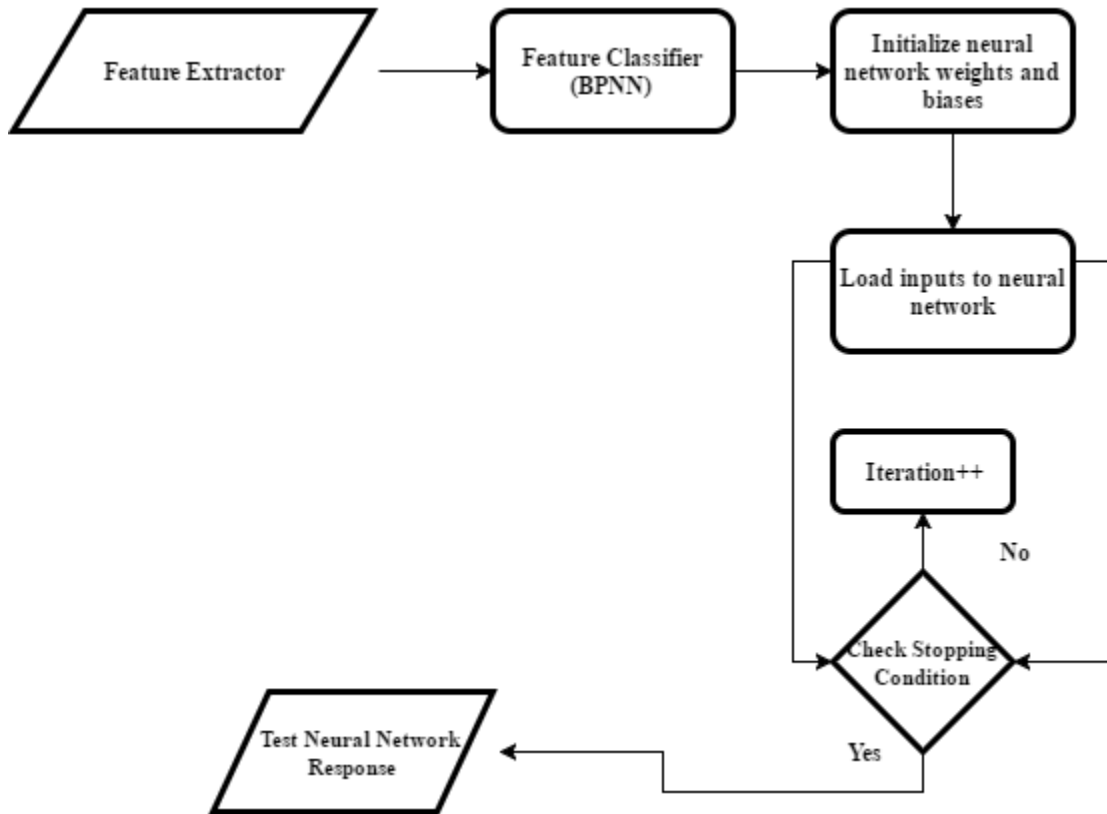 Feature Extractor
Feature Classifier
(BPNN)
Initialize neural
network weights and
biases
Load inputs to neural
network
Iteration++
No
Check Stopping
Condition
Yes
Test Neural Network
Response